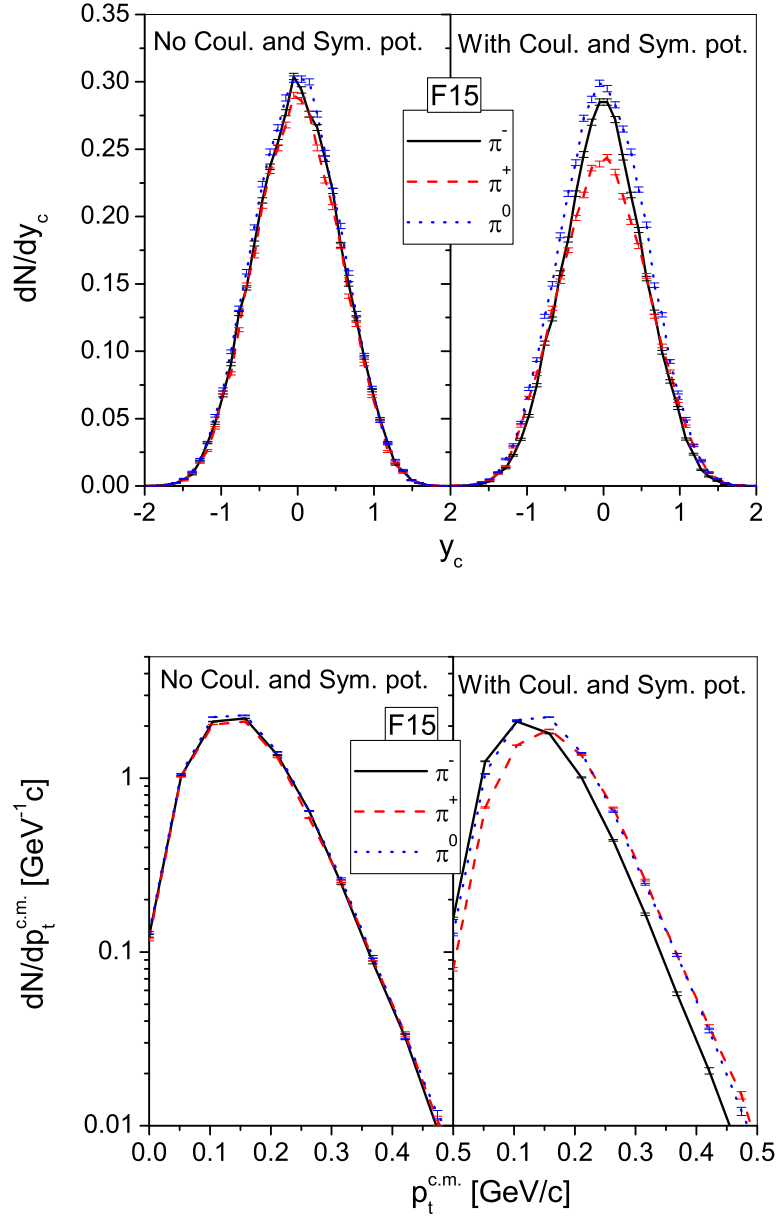 No Coul. and Sym. pot.
With Coul. and Sym. pot.
F15
π⁻
π⁺
π⁰
dN/dy_c
0.35
0.30
0.25
0.20
0.15
0.10
0.05
0.00
-2 -1 0 1 2 -1 0 1 2
y_c
No Coul. and Sym. pot.
With Coul. and Sym. pot.
F15
π⁻
π⁺
π⁰
dN/dp_t^c.m. [GeV⁻¹c]
1
0.1
0.01
0.0 0.1 0.2 0.3 0.4 0.5 0.1 0.2 0.3 0.4 0.5
p_t^c.m. [GeV/c]